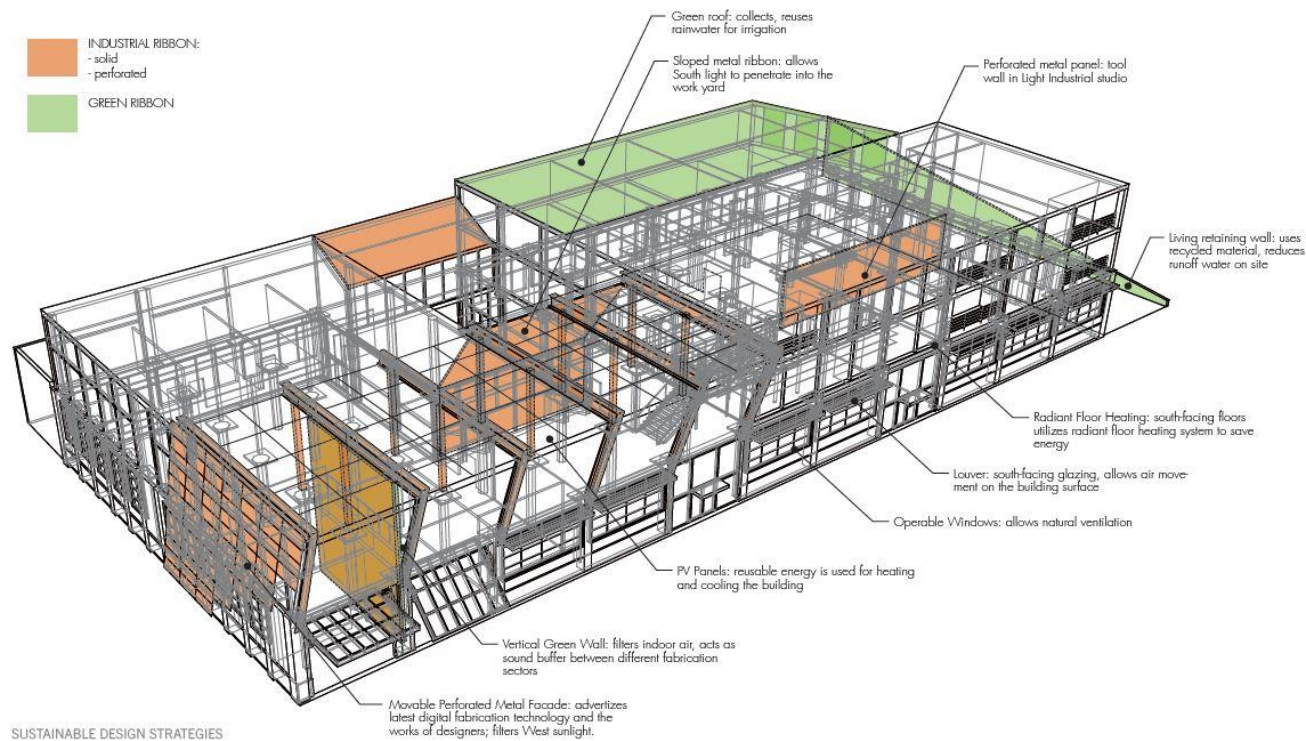 INDUSTRIAL RIBBON:
- solid
- perforated
GREEN RIBBON
Green roof: collects, reuses
rainwater for irrigation
Sloped metal ribbon: allows
South light to penetrate into the
work yard
Perforated metal panel: tool
wall in Light Industrial studio
Living retaining wall: uses
recycled material, reduces
runoff water on site
Radiant Floor Heating: south-facing floors
utilizes radiant floor heating system to save
energy
Louver: south-facing glazing, allows air move-
ment on the building surface
Operable Windows: allows natural ventilation
PV Panels: reusable energy is used for heating
and cooling the building
Vertical Green Wall: filters indoor air, acts as
sound buffer between different fabrication
sectors
Movable Perforated Metal Facade: advertizes
latest digital fabrication technology and the
works of designers; filters West sunlight.
SUSTAINABLE DESIGN STRATEGIES